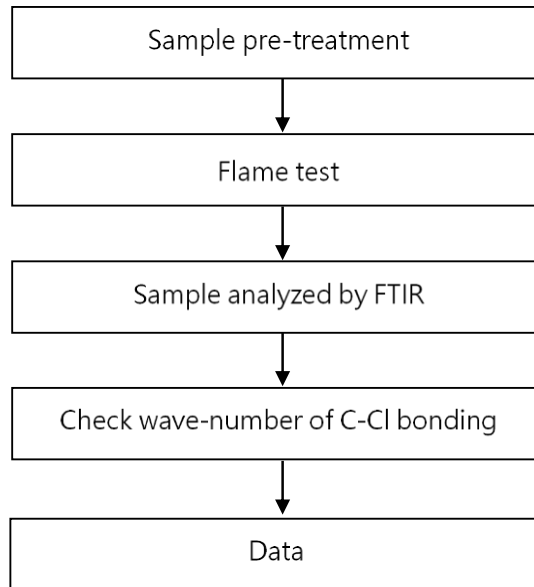 Sample pre-treatment
Flame test
Sample analyzed by FTIR
Check wave-number of C-Cl bonding
Data